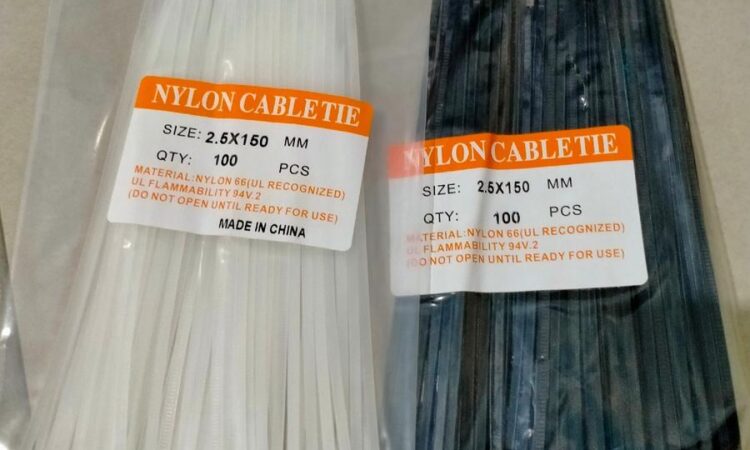 NYLON CABLE TIE
SIZE: 2.5X150 MM
QTY: 100 PCS
MATERIAL:NYLON 66(UL RECOGNIZED)
UL FLAMMABILITY 94V.2
(DO NOT OPEN UNTIL READY FOR USE)
MADE IN CHINA
NYLON CABLE TIE
SIZE: 2.5X150 MM
QTY: 100 PCS
MATERIAL:NYLON 66(UL RECOGNIZED)
UL FLAMMABILITY 94V.2
(DO NOT OPEN UNTIL READY FOR USE)